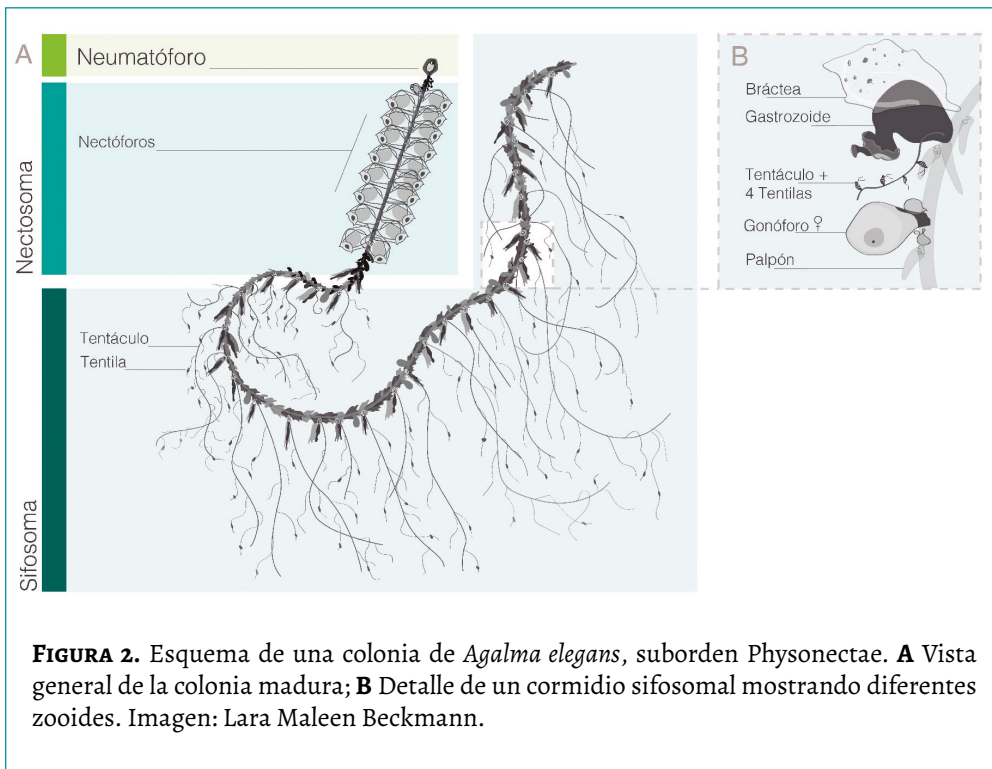 A
Neumatóforo
Nectóforos
Nectosoma
Tentáculo
Tentila
Sifosoma
B
Bráctea
Gastrozoide
Tentáculo +
4 Tentilas
Gonóforo ♀
Palpón
FIGURA 2. Esquema de una colonia de Agalma elegans, suborden Physonectae. A Vista
general de la colonia madura; B Detalle de un cormidio sifosomal mostrando diferentes
zooides. Imagen: Lara Maleen Beckmann.